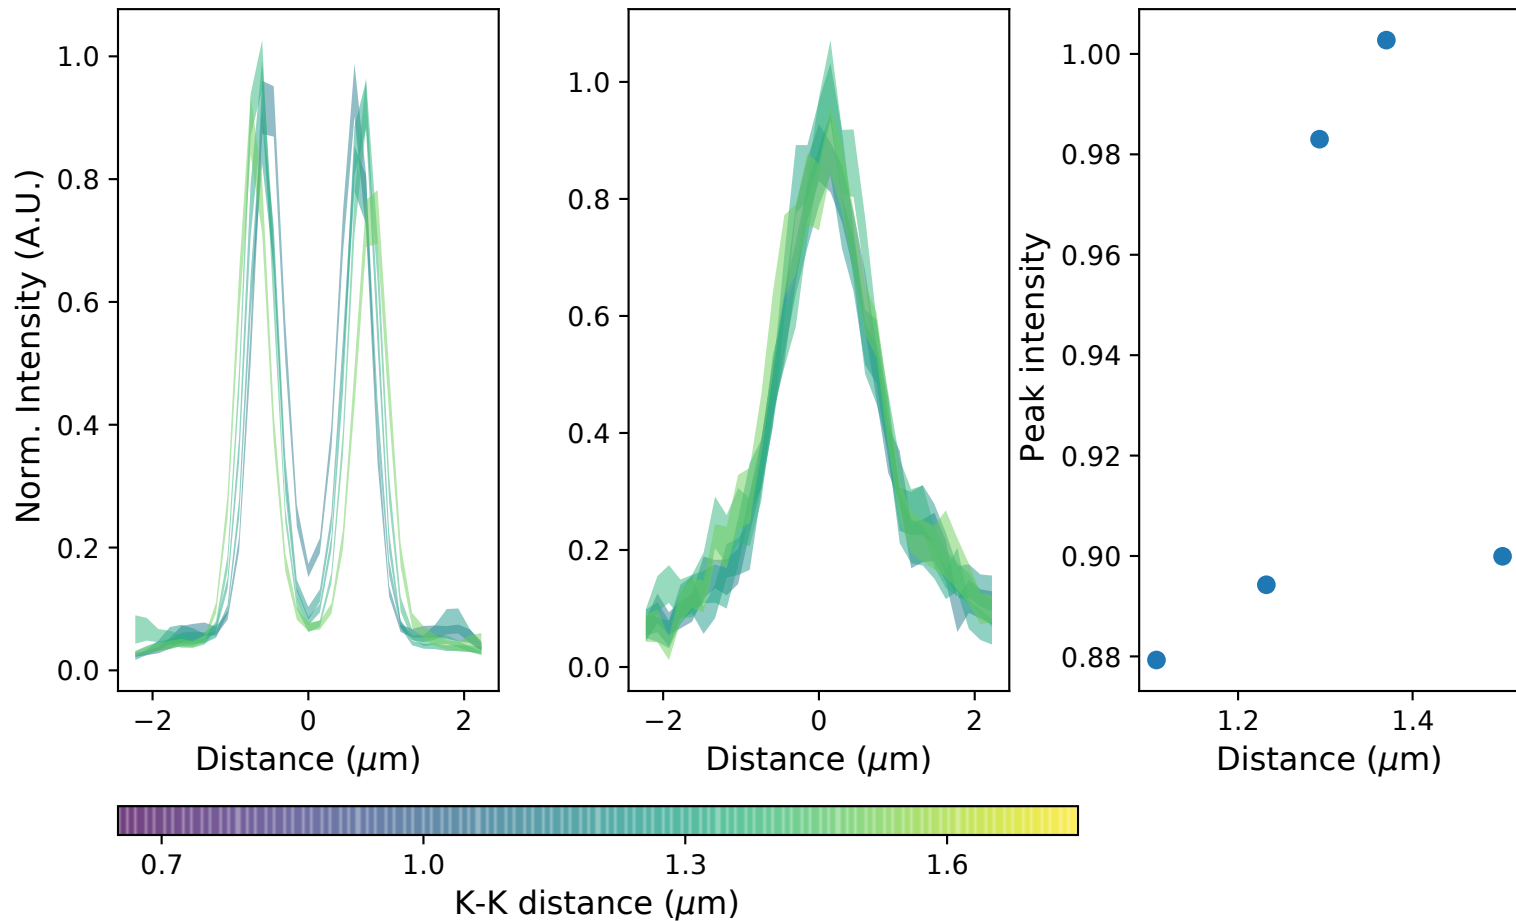 Norm. Intensity (A.U.)
1.0
0.8
0.6
0.4
0.2
0.0
−2 0 2
Distance (μm)
1.0
0.8
0.6
0.4
0.2
0.0
−2 0 2
Distance (μm)
Peak intensity
1.00
0.98
0.96
0.94
0.92
0.90
0.88
1.2 1.4
Distance (μm)
0.7 1.0 1.3 1.6
K-K distance (μm)